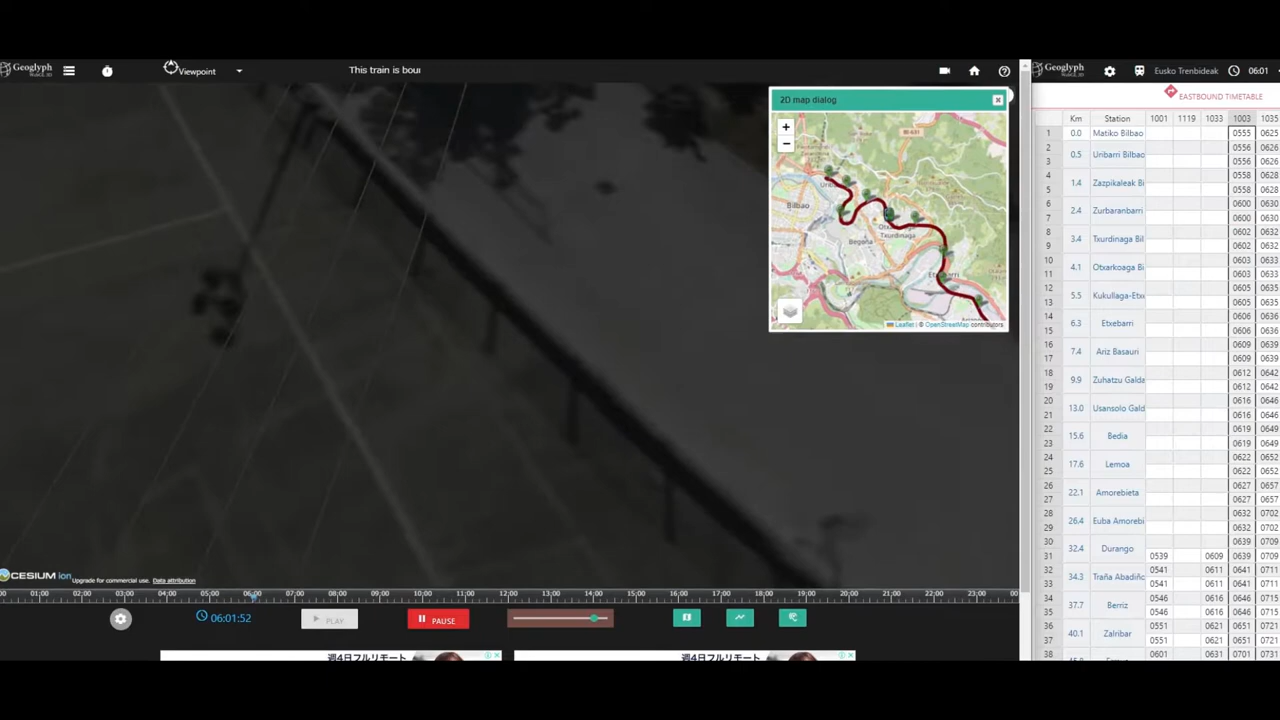 Geoglyph
Viewpoint
This train is bour
2D map dialog
x
+
−
BI-631
Bilbao
Begoña
Txurdinaga
Leaflet | © OpenStreetMap contributors
CESIUM ion
Upgrade for commercial use. Data attribution
00 01:00 02:00 03:00 04:00 05:00 06:00 07:00 08:00 09:00 10:00 11:00 12:00 13:00 14:00 15:00 16:00 17:00 18:00 19:00 20:00 21:00 22:00 23:00 00
06:01:52
PLAY
PAUSE
週4日フルリモート
週4日フルリモート
Geoglyph
Eusko Trenbideak
06:01
EASTBOUND TIMETABLE
Km Station 1001 1119 1033 1003 1035
1 0.0 Matiko Bilbao 0555 0625
2 0556 0626
0.5 Uribarri Bilbao
3 0556 0626
4 0558 0628
1.4 Zazpikaleak Bi
5 0558 0628
6 0600 0630
2.4 Zurbaranbarri
7 0600 0630
8 0602 0632
3.4 Txurdinaga Bil
9 0602 0632
10 0603 0633
4.1 Otxarkoaga Bi
11 0603 0633
12 0605 0635
5.5 Kukullaga-Etxe
13 0605 0635
14 0606 0636
6.3 Etxebarri
15 0606 0636
16 0609 0639
7.4 Ariz Basauri
17 0609 0639
18 0612 0642
9.9 Zuhatzu Galda
19 0612 0642
20 0616 0646
13.0 Usansolo Gald
21 0616 0646
22 0619 0649
15.6 Bedia
23 0619 0649
24 0622 0652
17.6 Lemoa
25 0622 0652
26 0627 0657
22.1 Amorebieta
27 0627 0657
28 0632 0702
26.4 Euba Amorebi
29 0632 0702
30 0639 0709
32.4 Durango
31 0539 0609 0639 0709
32 0541 0611 0641 0711
34.3 Traña Abadiño
33 0541 0611 0641 0711
34 0546 0616 0646 0715
37.7 Berriz
35 0546 0616 0646 0715
36 0551 0621 0651 0721
40.1 Zalribar
37 0551 0621 0651 0721
38 0601 0631 0701 0731